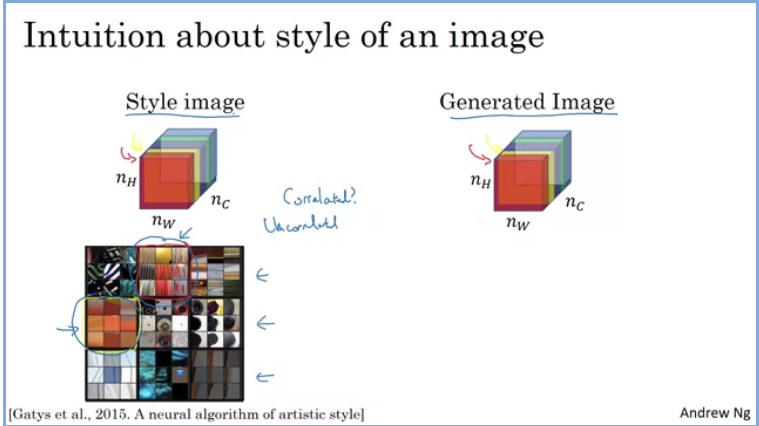 Intuition about style of an image
Style image
Generated Image
n_H
n_W
n_C
n_H
n_W
n_C
Correlated?
Uncorrelated
[Gatys et al., 2015. A neural algorithm of artistic style]
Andrew Ng